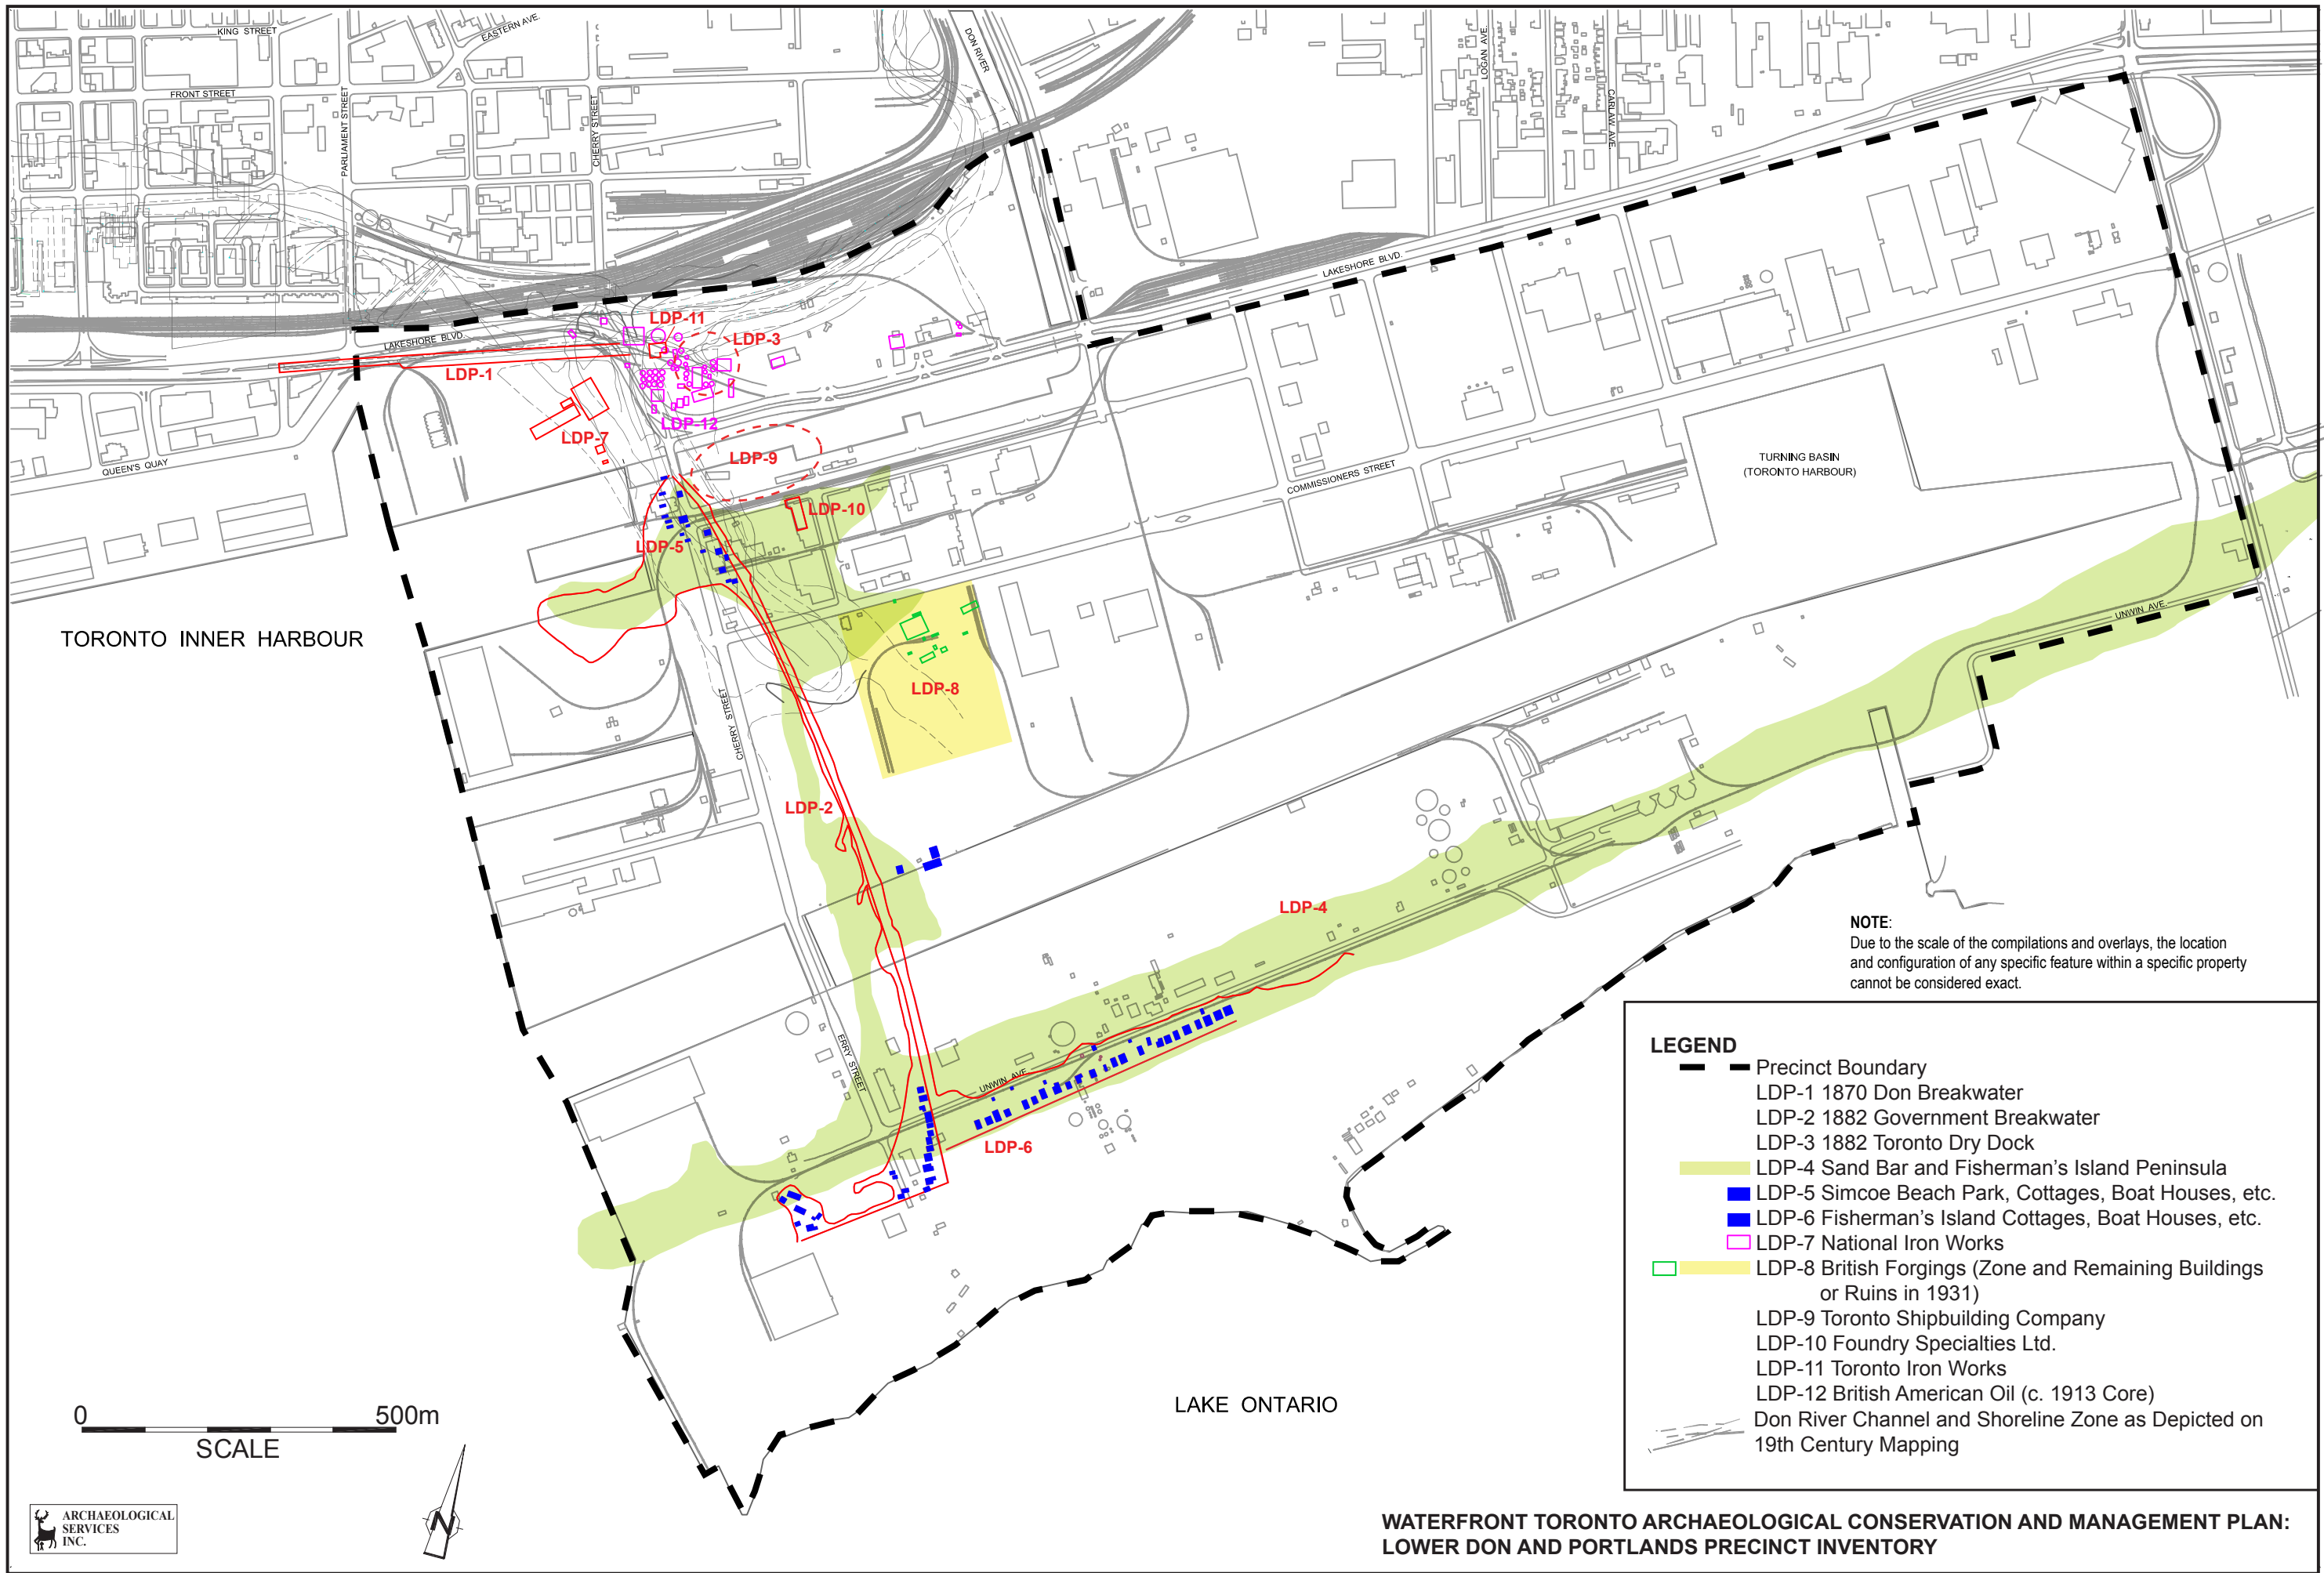 KING STREET
EASTERN AVE.
DON RIVER
LOGAN AVE.
FRONT STREET
PARLIAMENT STREET
CHERRY STREET
CARLAW AVE.
LAKESHORE BLVD.
LDP-11
LDP-3
LAKESHORE BLVD.
LDP-1
LDP-12
LDP-7
LDP-9
QUEEN'S QUAY
COMMISSIONERS STREET
TURNING BASIN
(TORONTO HARBOUR)
LDP-10
LDP-5
UNWIN AVE.
TORONTO INNER HARBOUR
LDP-8
CHERRY STREET
LDP-2
LDP-4
NOTE:
Due to the scale of the compilations and overlays, the location
and configuration of any specific feature within a specific property
cannot be considered exact.
ERRY STREET
UNWIN AVE.
LDP-6
LEGEND
Precinct Boundary
LDP-1 1870 Don Breakwater
LDP-2 1882 Government Breakwater
LDP-3 1882 Toronto Dry Dock
LDP-4 Sand Bar and Fisherman's Island Peninsula
LDP-5 Simcoe Beach Park, Cottages, Boat Houses, etc.
LDP-6 Fisherman's Island Cottages, Boat Houses, etc.
LDP-7 National Iron Works
LDP-8 British Forgings (Zone and Remaining Buildings
or Ruins in 1931)
LDP-9 Toronto Shipbuilding Company
LDP-10 Foundry Specialties Ltd.
LDP-11 Toronto Iron Works
LDP-12 British American Oil (c. 1913 Core)
Don River Channel and Shoreline Zone as Depicted on
19th Century Mapping
LAKE ONTARIO
0 500m
SCALE
N
ARCHAEOLOGICAL
SERVICES
INC.
WATERFRONT TORONTO ARCHAEOLOGICAL CONSERVATION AND MANAGEMENT PLAN:
LOWER DON AND PORTLANDS PRECINCT INVENTORY